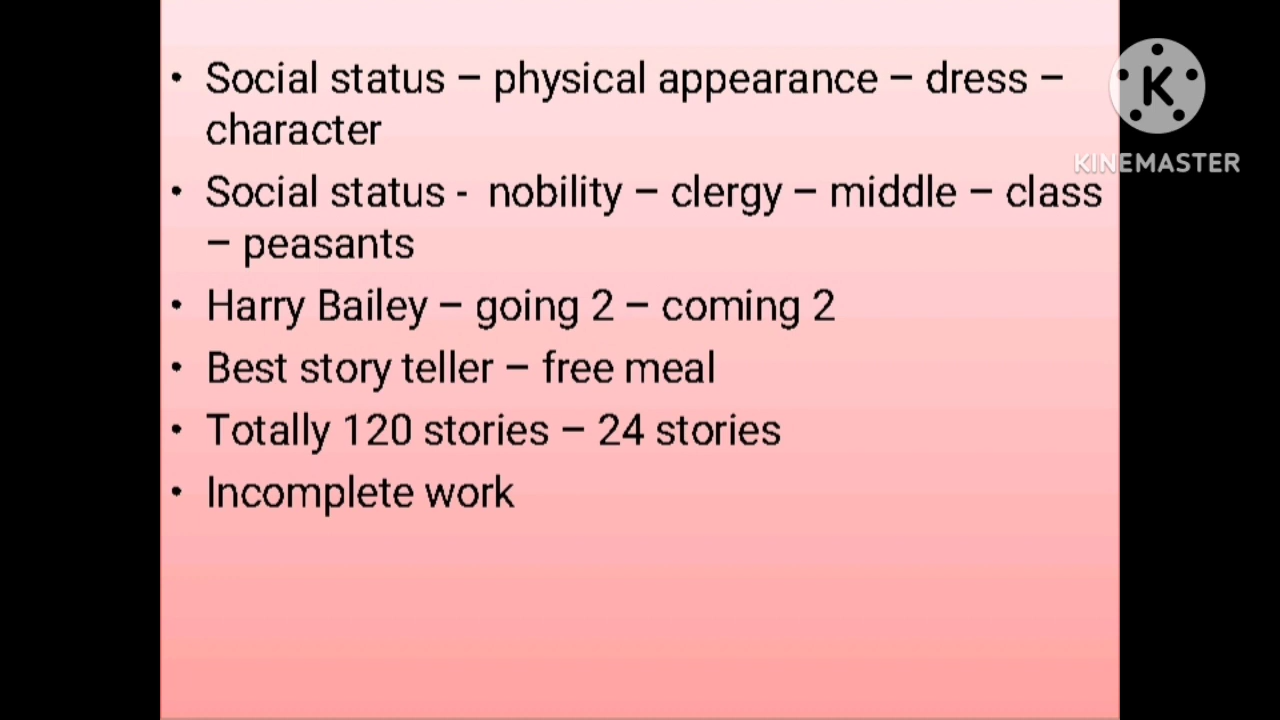 • Social status – physical appearance – dress –
character
• Social status - nobility – clergy – middle – class
– peasants
• Harry Bailey – going 2 – coming 2
• Best story teller – free meal
• Totally 120 stories – 24 stories
• Incomplete work
K
KINEMASTER